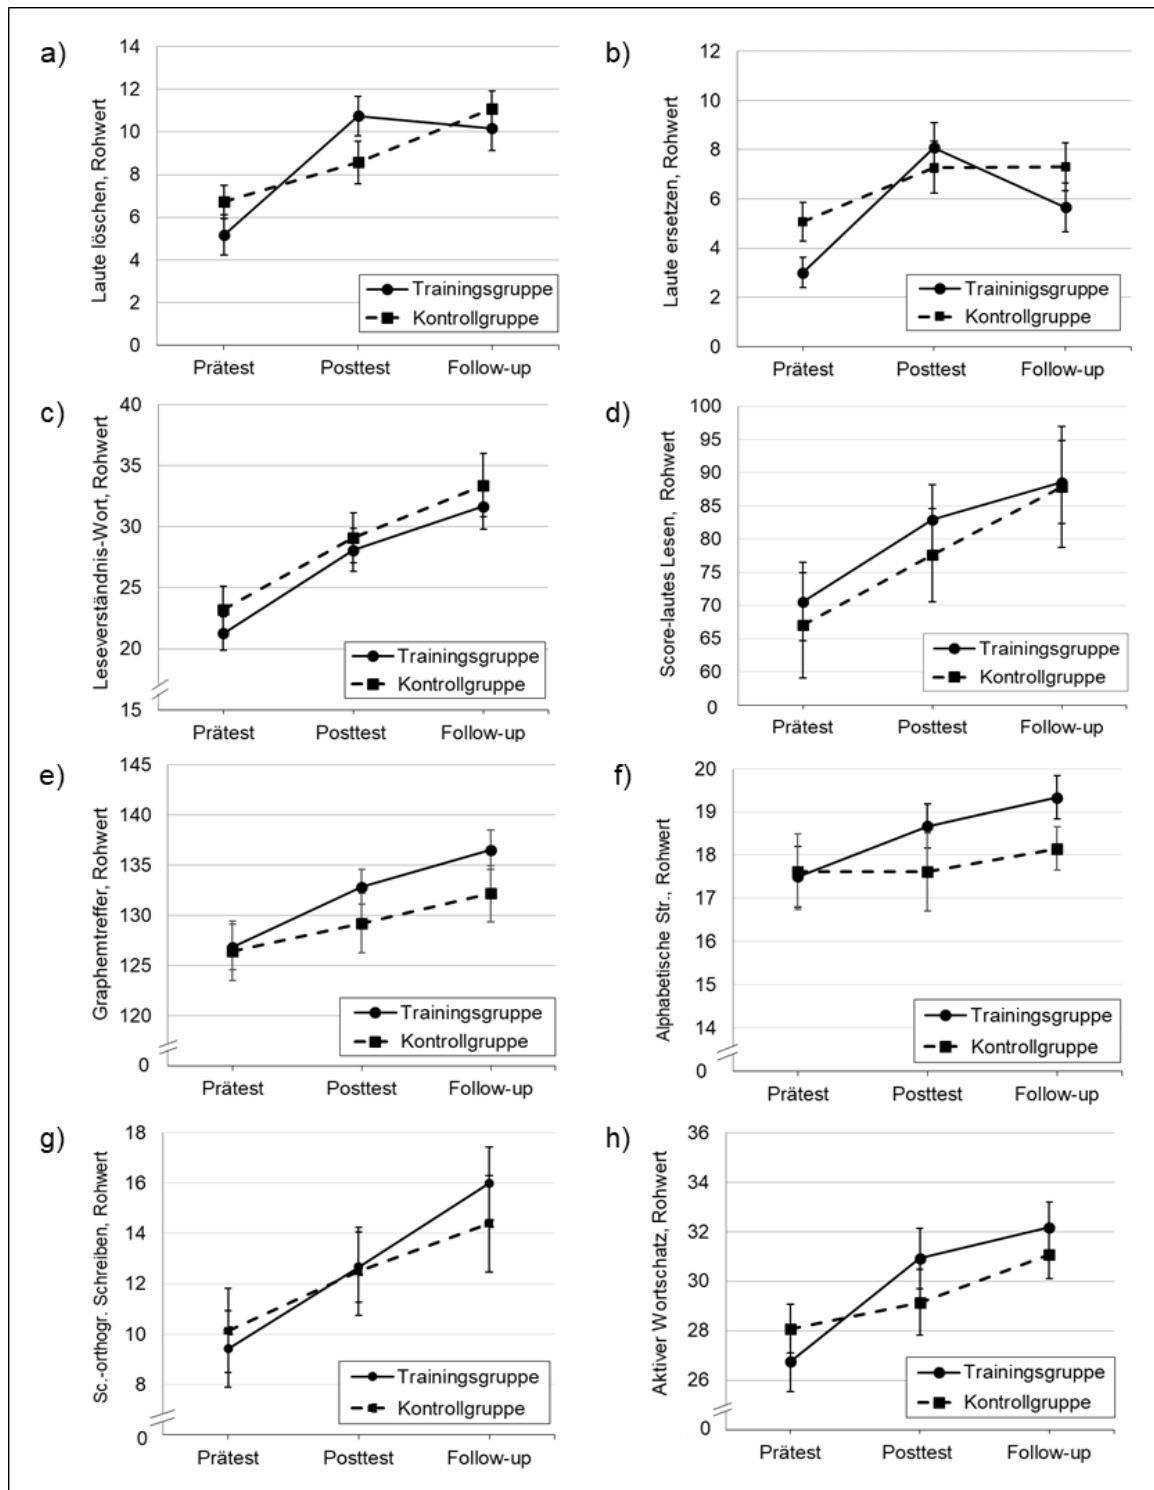 a)
Laute löschen, Rohwert
14
12
10
8
6
4
2
0
Trainingsgruppe
Kontrollgruppe
Prätest Posttest Follow-up
b)
Laute ersetzen, Rohwert
12
10
8
6
4
2
0
Traininigsgruppe
Kontrollgruppe
Prätest Posttest Follow-up
c)
Leseverständnis-Wort, Rohwert
40
35
30
25
20
15
Trainingsgruppe
Kontrollgruppe
Prätest Posttest Follow-up
d)
Score-lautes Lesen, Rohwert
100
95
90
85
80
75
70
65
60
0
Trainingsgruppe
Kontrollgruppe
Prätest Posttest Follow-up
e)
Graphemtreffer, Rohwert
145
140
135
130
125
120
0
Trainingsgruppe
Kontrollgruppe
Prätest Posttest Follow-up
f)
Alphabetische Str., Rohwert
20
19
18
17
16
15
14
0
Trainingsgruppe
Kontrollgruppe
Prätest Posttest Follow-up
g)
Sc.-orthogr. Schreiben, Rohwert
18
16
14
12
10
8
0
Trainingsgruppe
Kontrollgruppe
Prätest Posttest Follow-up
h)
Aktiver Wortschatz, Rohwert
36
34
32
30
28
26
0
Trainingsgruppe
Kontrollgruppe
Prätest Posttest Follow-up